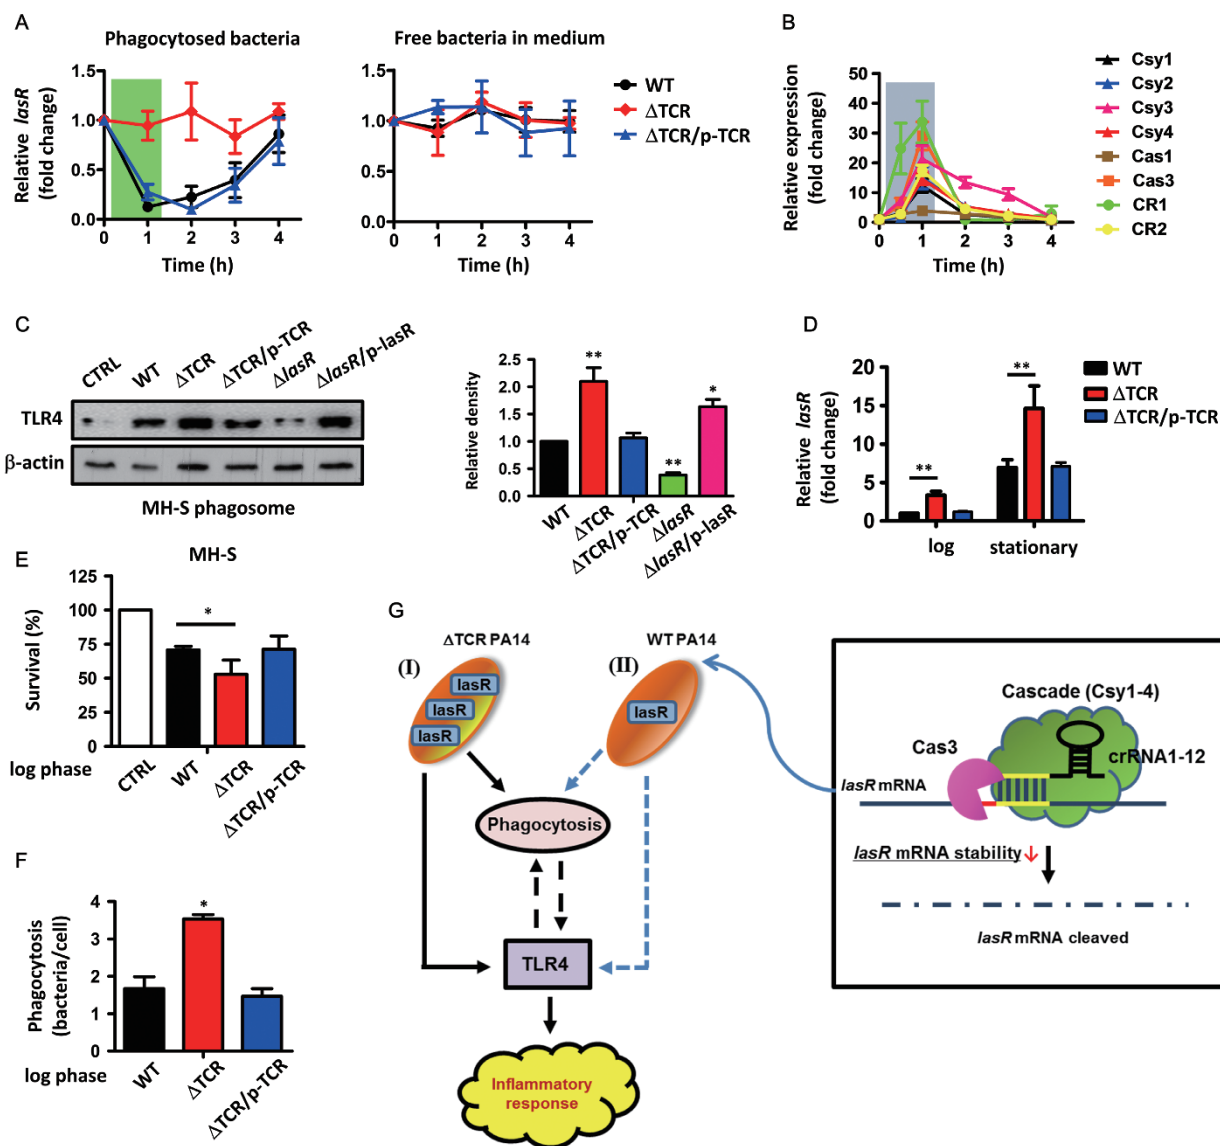 A
Phagocytosed bacteria
Free bacteria in medium
Relative lasR
(fold change)
1.5
1.0
0.5
0.0
0 1 2 3 4
Time (h)
1.5
1.0
0.5
0.0
0 1 2 3 4
Time (h)
WT
ΔTCR
ΔTCR/p-TCR
B
Relative expression
(fold change)
50
40
30
20
10
0
0 1 2 3 4
Time (h)
Csy1
Csy2
Csy3
Csy4
Cas1
Cas3
CR1
CR2
C
CTRL WT ΔTCR ΔTCR/p-TCR ΔlasR ΔlasR/p-lasR
TLR4
β-actin
MH-S phagosome
Relative density
2.5
2.0
1.5
1.0
0.5
0.0
** ** *
WT ΔTCR ΔTCR/p-TCR ΔlasR ΔlasR/p-lasR
D
Relative lasR
(fold change)
20
15
10
5
0
** **
log stationary
WT
ΔTCR
ΔTCR/p-TCR
E
MH-S
Survival (%)
125
100
75
50
25
0
*
log phase
CTRL WT ΔTCR ΔTCR/p-TCR
F
Phagocytosis
(bacteria/cell)
4
3
2
1
0
*
log phase
WT ΔTCR ΔTCR/p-TCR
G
ΔTCR PA14
WT PA14
(I)
(II)
lasR
lasR
lasR
lasR
Phagocytosis
TLR4
Inflammatory
response
Cascade (Csy1-4)
Cas3
crRNA1-12
lasR mRNA
lasR mRNA stability ↓
lasR mRNA cleaved